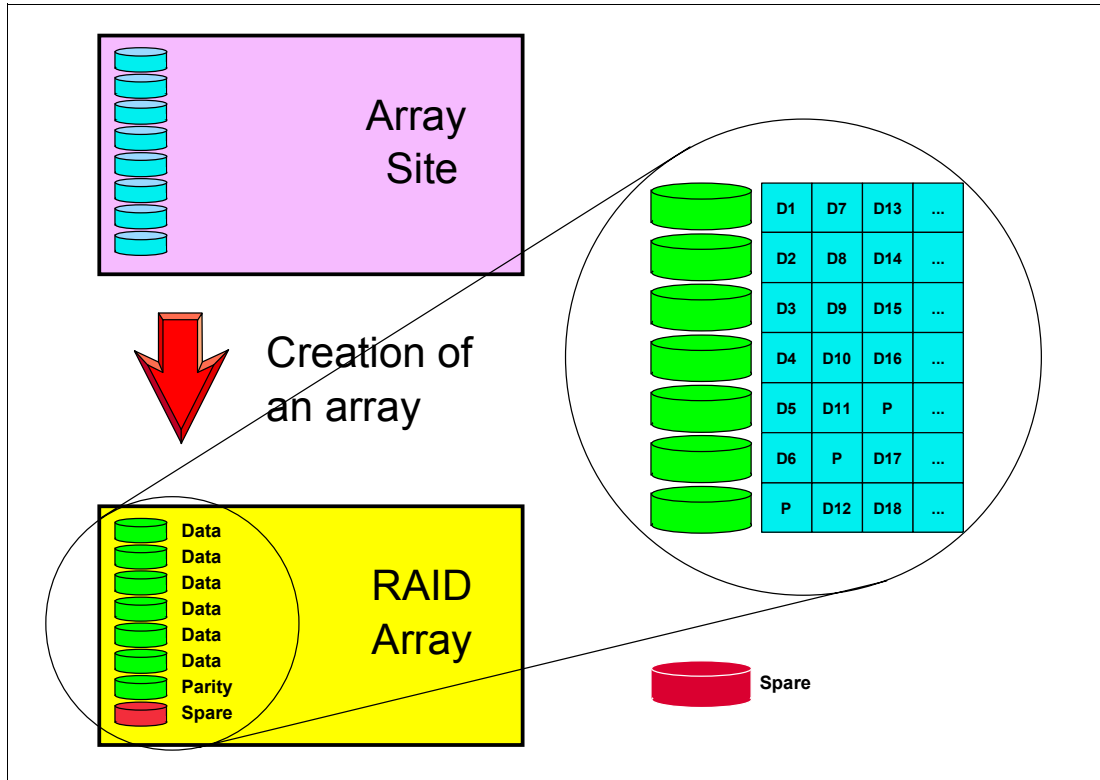 Array
Site
Creation of
an array
Data
Data
Data
Data
Data
Data
Parity
Spare
RAID
Array
D1 D7 D13 ...
D2 D8 D14 ...
D3 D9 D15 ...
D4 D10 D16 ...
D5 D11 P ...
D6 P D17 ...
P D12 D18 ...
Spare